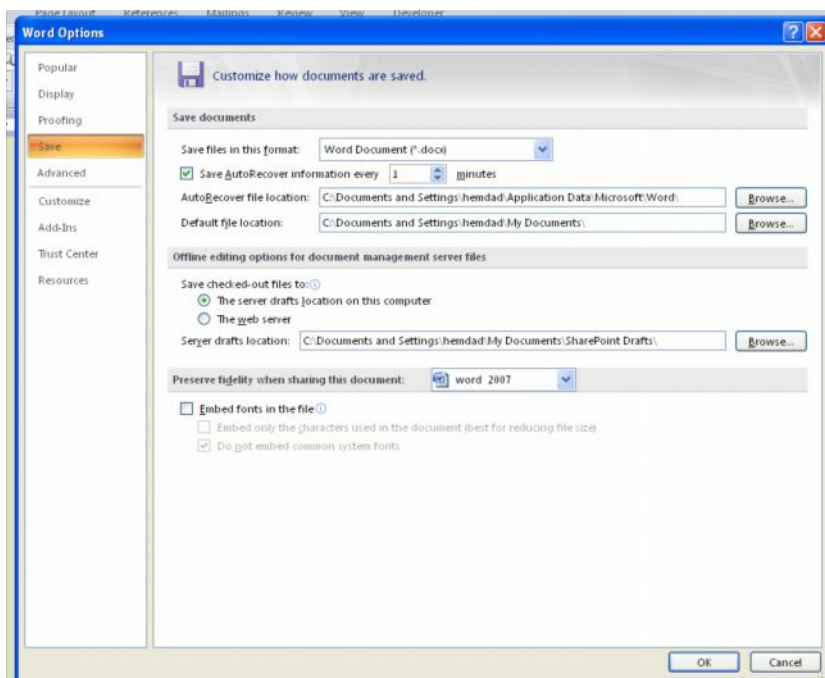 Page Layout References Mailings Review View Developer
Word Options
Popular
Display
Proofing
Save
Advanced
Customize
Add-Ins
Trust Center
Resources
Customize how documents are saved.
Save documents
Save files in this format: Word Document (*.docx)
Save AutoRecover information every 1 minutes
AutoRecover file location: C:\Documents and Settings\hemdad\Application Data\Microsoft\Word\ Browse...
Default file location: C:\Documents and Settings\hemdad\My Documents\ Browse...
Offline editing options for document management server files
Save checked-out files to:
The server drafts location on this computer
The web server
Server drafts location: C:\Documents and Settings\hemdad\My Documents\SharePoint Drafts\ Browse...
Preserve fidelity when sharing this document: word 2007
Embed fonts in the file
Embed only the characters used in the document (best for reducing file size)
Do not embed common system fonts
OK Cancel